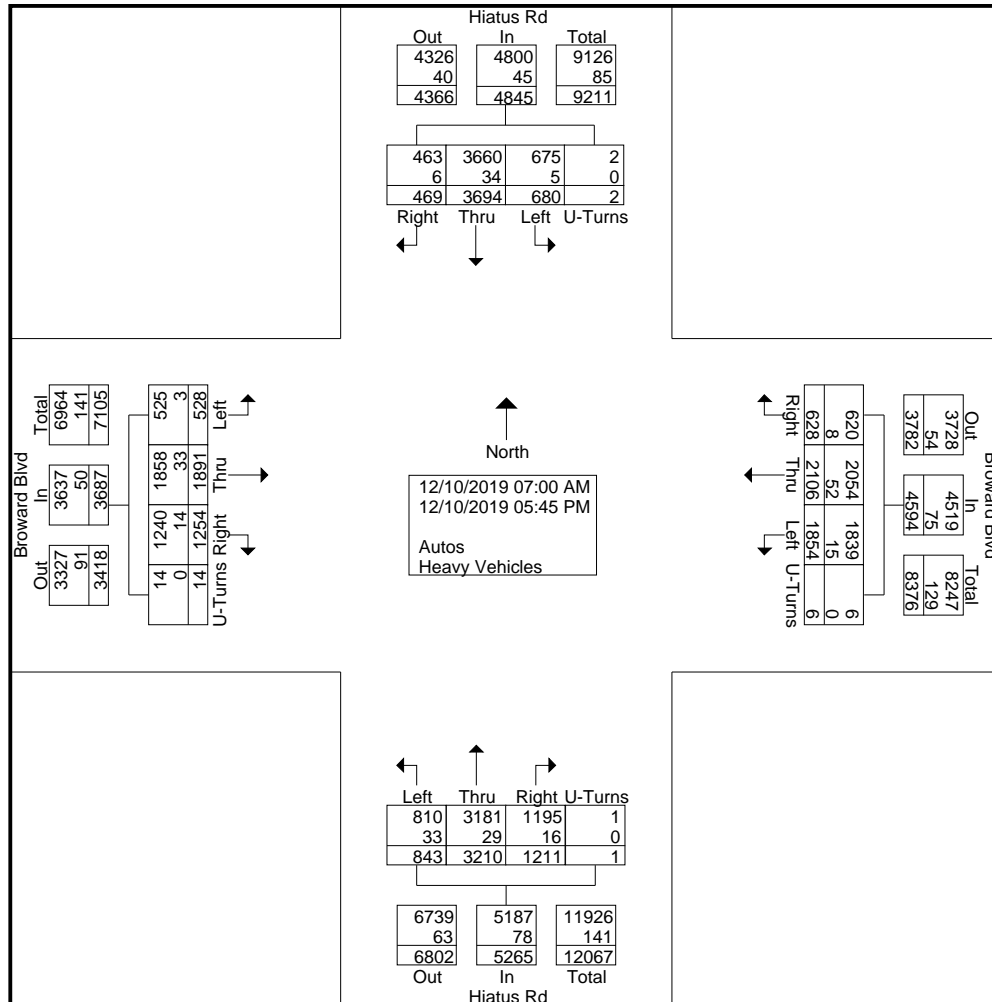 Hiatus Rd
Out In Total
4326 4800 9126
40 45 85
4366 4845 9211
463 3660 675 2
6 34 5 0
469 3694 680 2
Right Thru Left U-Turns
Broward Blvd
Total In Out
6964 3637 3327
141 50 91
7105 3687 3418
525 1858 1240 14
3 33 14 0
528 1891 1254 14
Left Thru Right U-Turns
North
12/10/2019 07:00 AM
12/10/2019 05:45 PM
Autos
Heavy Vehicles
Right Thru Left U-Turns
620 2054 1839 6
8 52 15 0
628 2106 1854 6
Out In Total
3728 4519 8247
54 75 129
3782 4594 8376
Broward Blvd
Left Thru Right U-Turns
810 3181 1195 1
33 29 16 0
843 3210 1211 1
6739 5187 11926
63 78 141
6802 5265 12067
Out In Total
Hiatus Rd